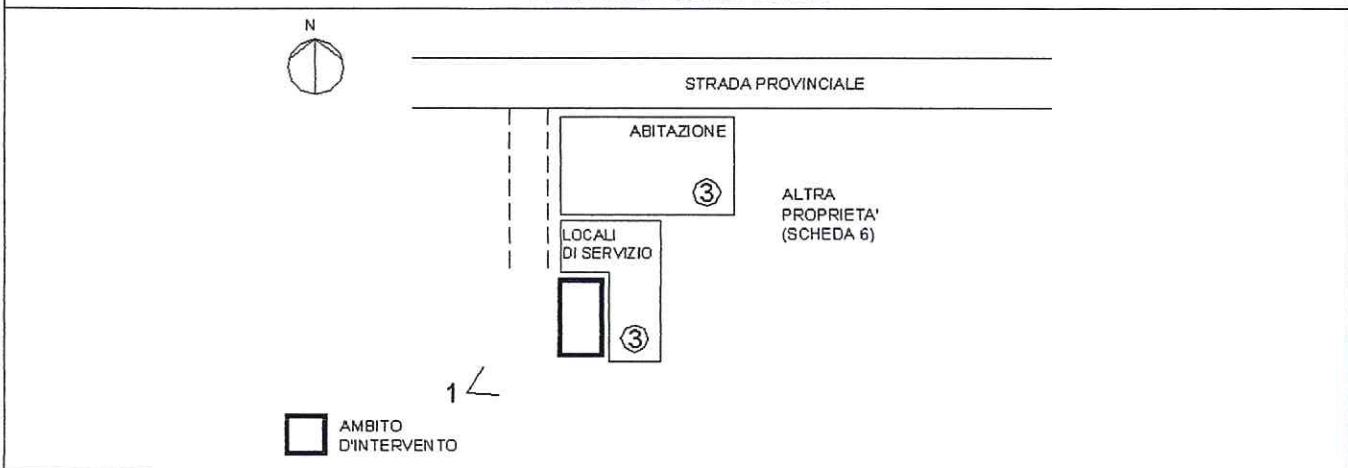 N
STRADA PROVINCIALE
ABITAZIONE
3
ALTRA
PROPRIETA'
(SCHEDA 6)
LOCALI
DI SERVIZIO
3
1
AMBITO
D'INTERVENTO